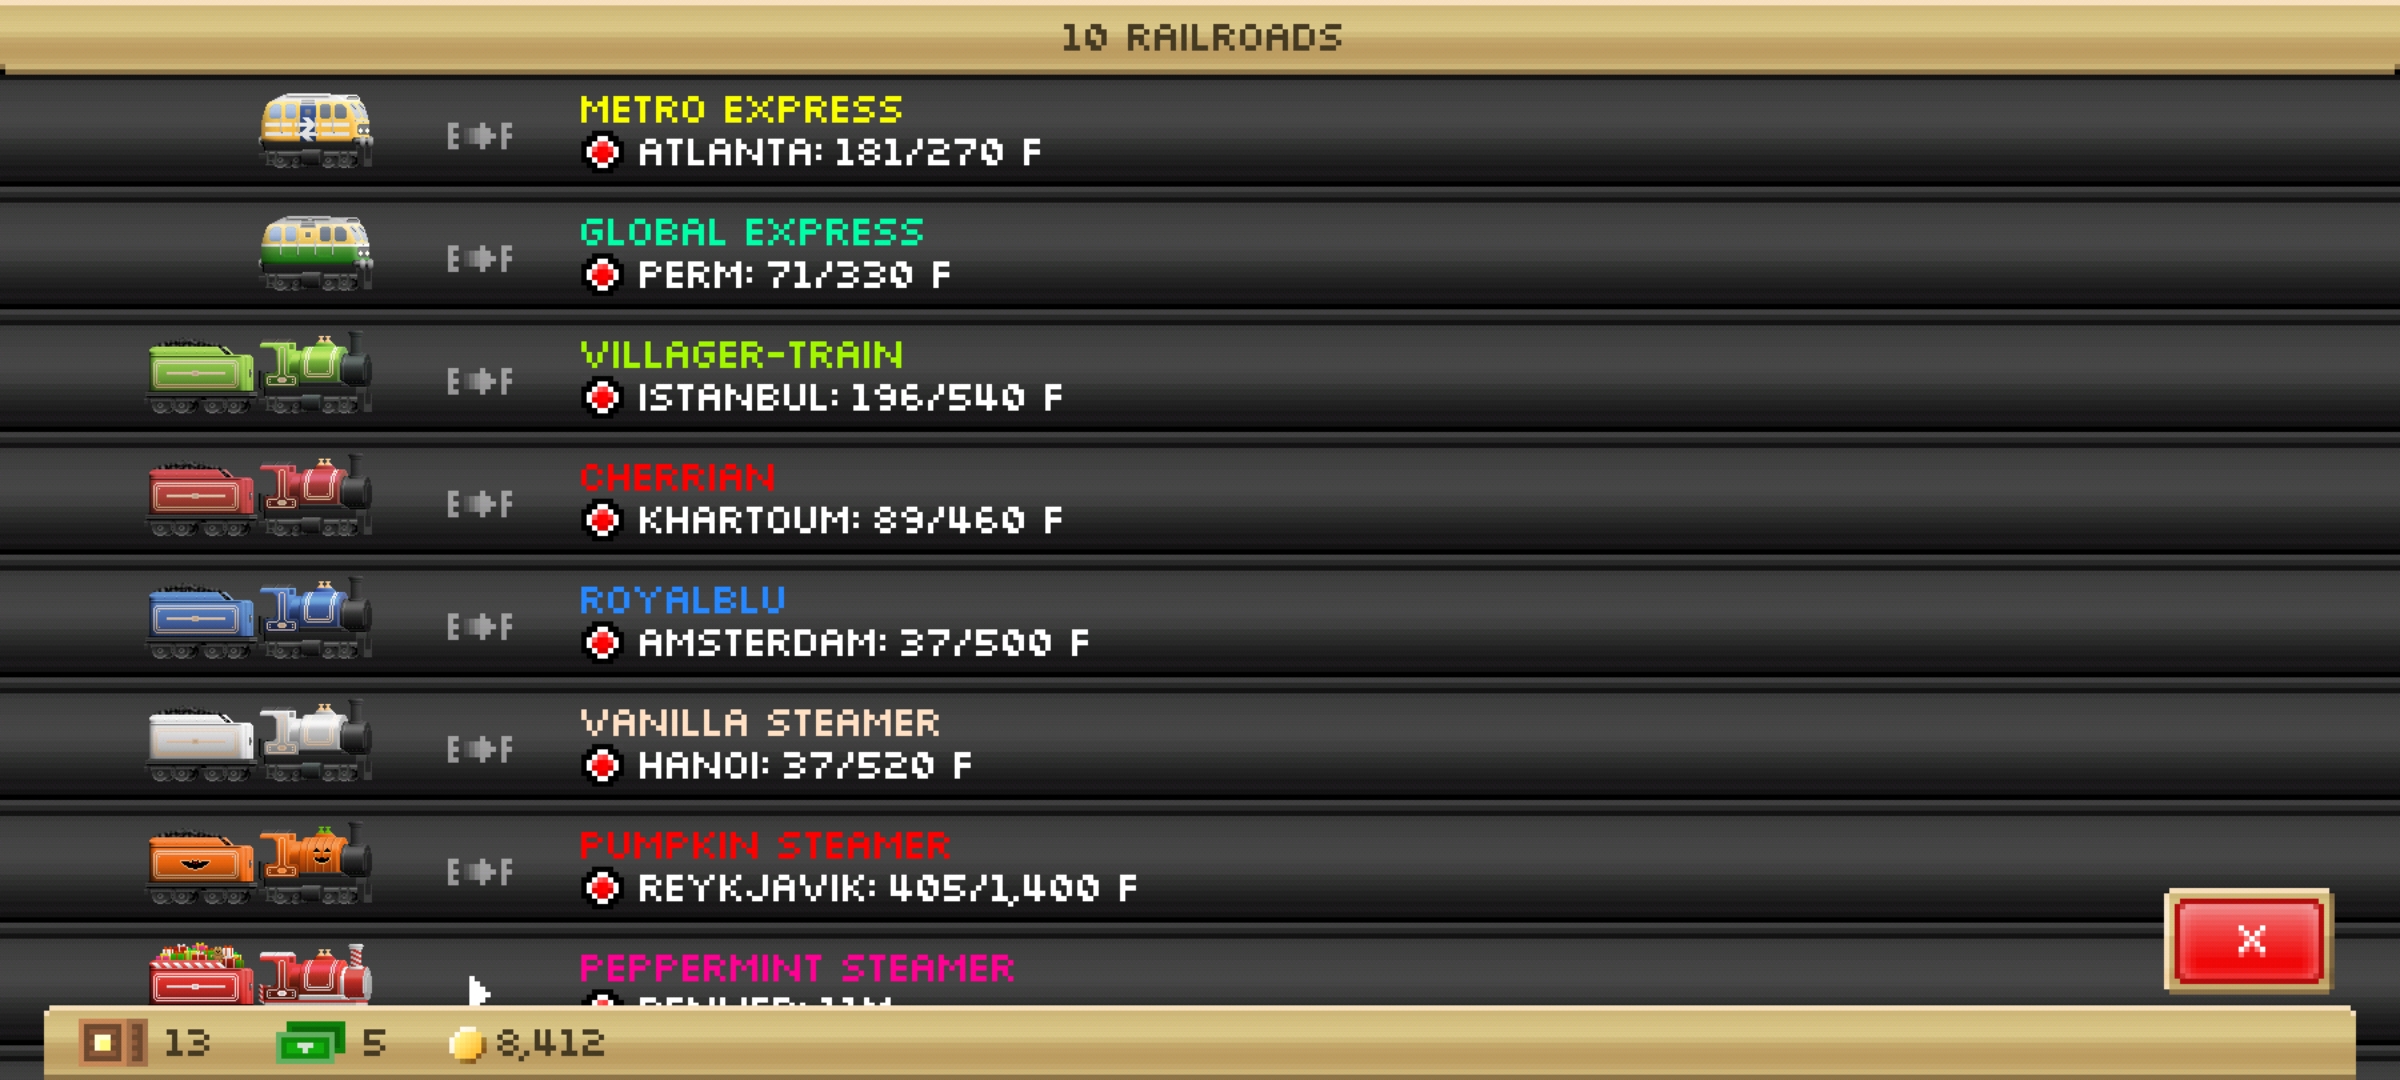 10 RAILROADS
E F
METRO EXPRESS
ATLANTA: 181/270 F
E F
GLOBAL EXPRESS
PERM: 71/330 F
E F
VILLAGER-TRAIN
ISTANBUL: 196/540 F
E F
CHERRIAN
KHARTOUM: 89/460 F
E F
ROYALBLU
AMSTERDAM: 37/500 F
E F
VANILLA STEAMER
HANOI: 37/520 F
E F
PUMPKIN STEAMER
REYKJAVIK: 405/1,400 F
PEPPERMINT STEAMER
X
13 5 8,412